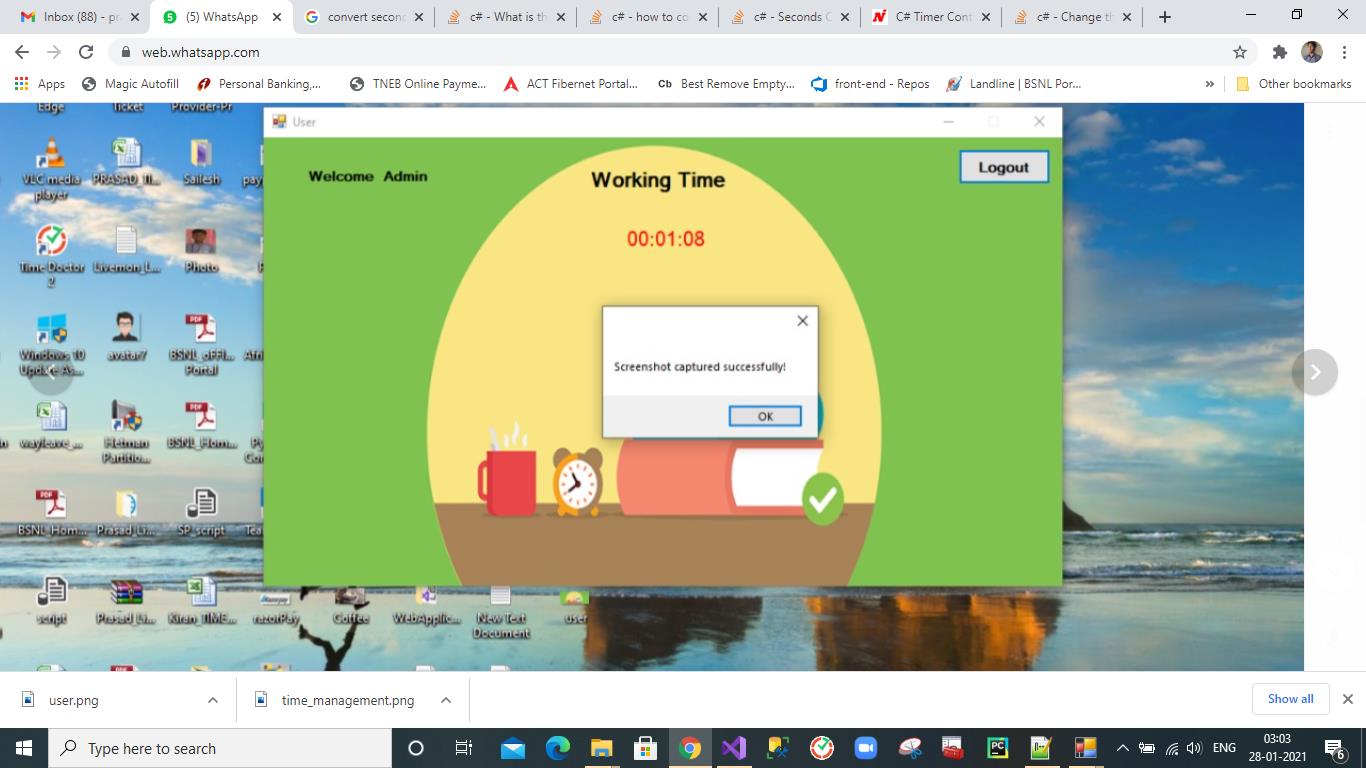 Inbox (88) - pr
(5) WhatsApp
convert secon
c# - What is th
c# - how to co
c# - Seconds C
C# Timer Cont
c# - Change th
web.whatsapp.com
Apps
Magic Autofill
Personal Banking,...
TNEB Online Payme...
ACT Fibernet Portal...
Cb Best Remove Empty...
front-end - Repos
Landline | BSNL Por...
»
Other bookmarks
Edge
Ticket
Provider-Pr
User
Welcome Admin
Working Time
Logout
00:01:08
VLC media player
PRASAD_TI...
Sailesh
pay
Time Doctor 2
Livemon_L...
Photo
Screenshot captured successfully!
OK
Windows 10 Update As...
avatar7
BSNL_oFFI... Portal
Afri
wayleave_...
Hetman Partitio...
BSNL_Hom...
BSNL_Hom...
Prasad_Li...
SP_script
script
Prasad_Li...
Kiran_TIME...
razorPay
Coffee
WebApplic...
New Text Document
user
user.png
time_management.png
Show all
Type here to search
PC
ENG
03:03
28-01-2021
6